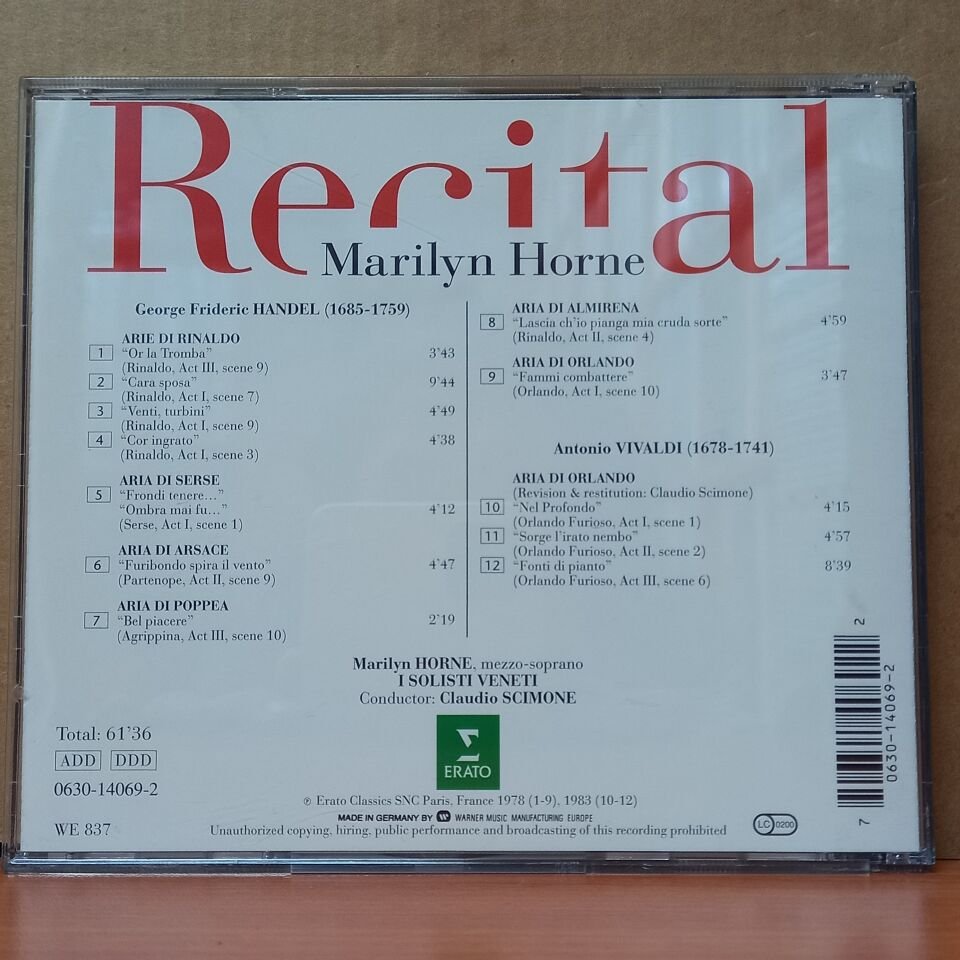 Recital
Marilyn Horne
George Frideric HANDEL (1685-1759)
ARIE DI RINALDO
1 “Or la Tromba” 3’43
(Rinaldo, Act III, scene 9)
2 “Cara sposa” 9’44
(Rinaldo, Act I, scene 7)
3 “Venti, turbini” 4’49
(Rinaldo, Act I, scene 9)
4 “Cor ingrato” 4’38
(Rinaldo, Act I, scene 3)
ARIA DI SERSE
5 “Frondi tenere...”
“Ombra mai fu...” 4’12
(Serse, Act I, scene 1)
ARIA DI ARSACE
6 “Furibondo spira il vento” 4’47
(Partenope, Act II, scene 9)
ARIA DI POPPEA
7 “Bel piacere” 2’19
(Agrippina, Act III, scene 10)
ARIA DI ALMIRENA
8 “Lascia ch’io pianga mia cruda sorte” 4’59
(Rinaldo, Act II, scene 4)
ARIA DI ORLANDO
9 “Fammi combattere” 3’47
(Orlando, Act I, scene 10)
Antonio VIVALDI (1678-1741)
ARIA DI ORLANDO
(Revision & restitution: Claudio Scimone)
10 “Nel Profondo” 4’15
(Orlando Furioso, Act I, scene 1)
11 “Sorge l’irato nembo” 4’57
(Orlando Furioso, Act II, scene 2)
12 “Fonti di pianto” 8’39
(Orlando Furioso, Act III, scene 6)
Marilyn HORNE, mezzo-soprano
I SOLISTI VENETI
Conductor: Claudio SCIMONE
Total: 61’36
ADD DDD
0630-14069-2
WE 837
ERATO
℗ Erato Classics SNC Paris, France 1978 (1-9), 1983 (10-12)
MADE IN GERMANY BY WARNER MUSIC MANUFACTURING EUROPE
Unauthorized copying, hiring, public performance and broadcasting of this recording prohibited
LC 0200
7 2
0630-14069-2